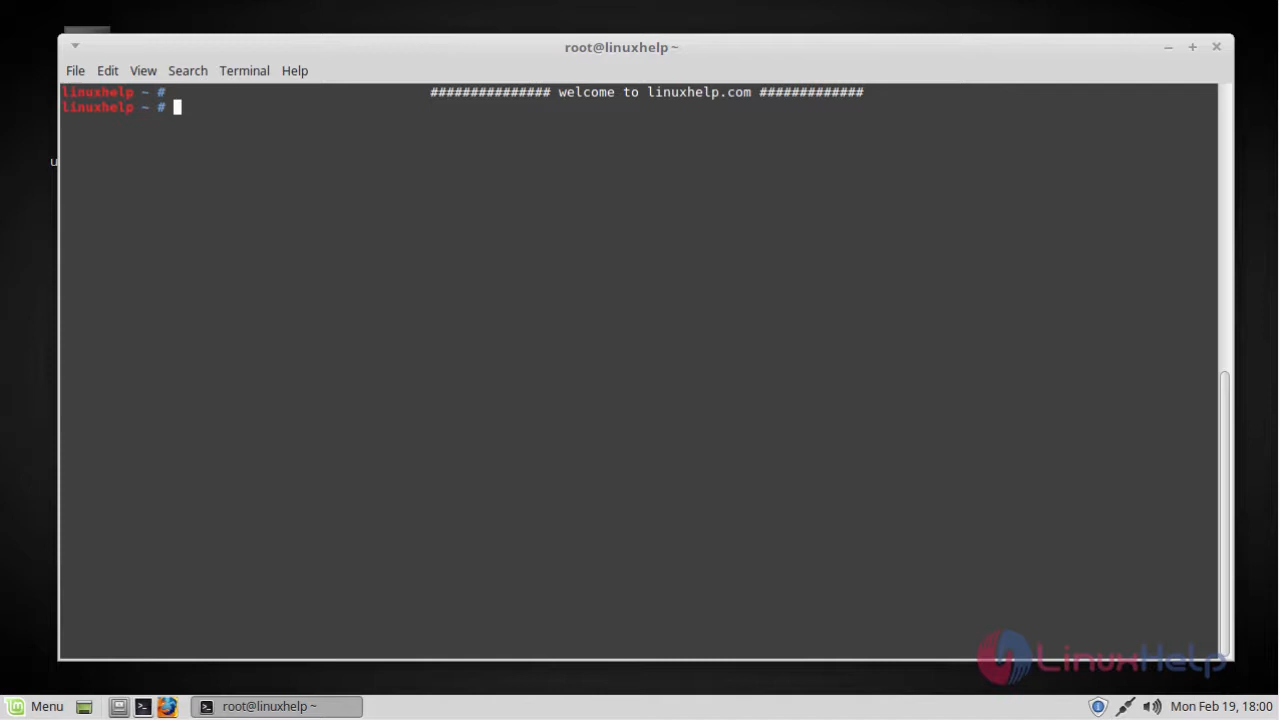 root@linuxhelp ~
File Edit View Search Terminal Help
linuxhelp ~ # ############### welcome to linuxhelp.com #############
linuxhelp ~ #
u
LinuxHelp
Menu
root@linuxhelp ~
Mon Feb 19, 18:00